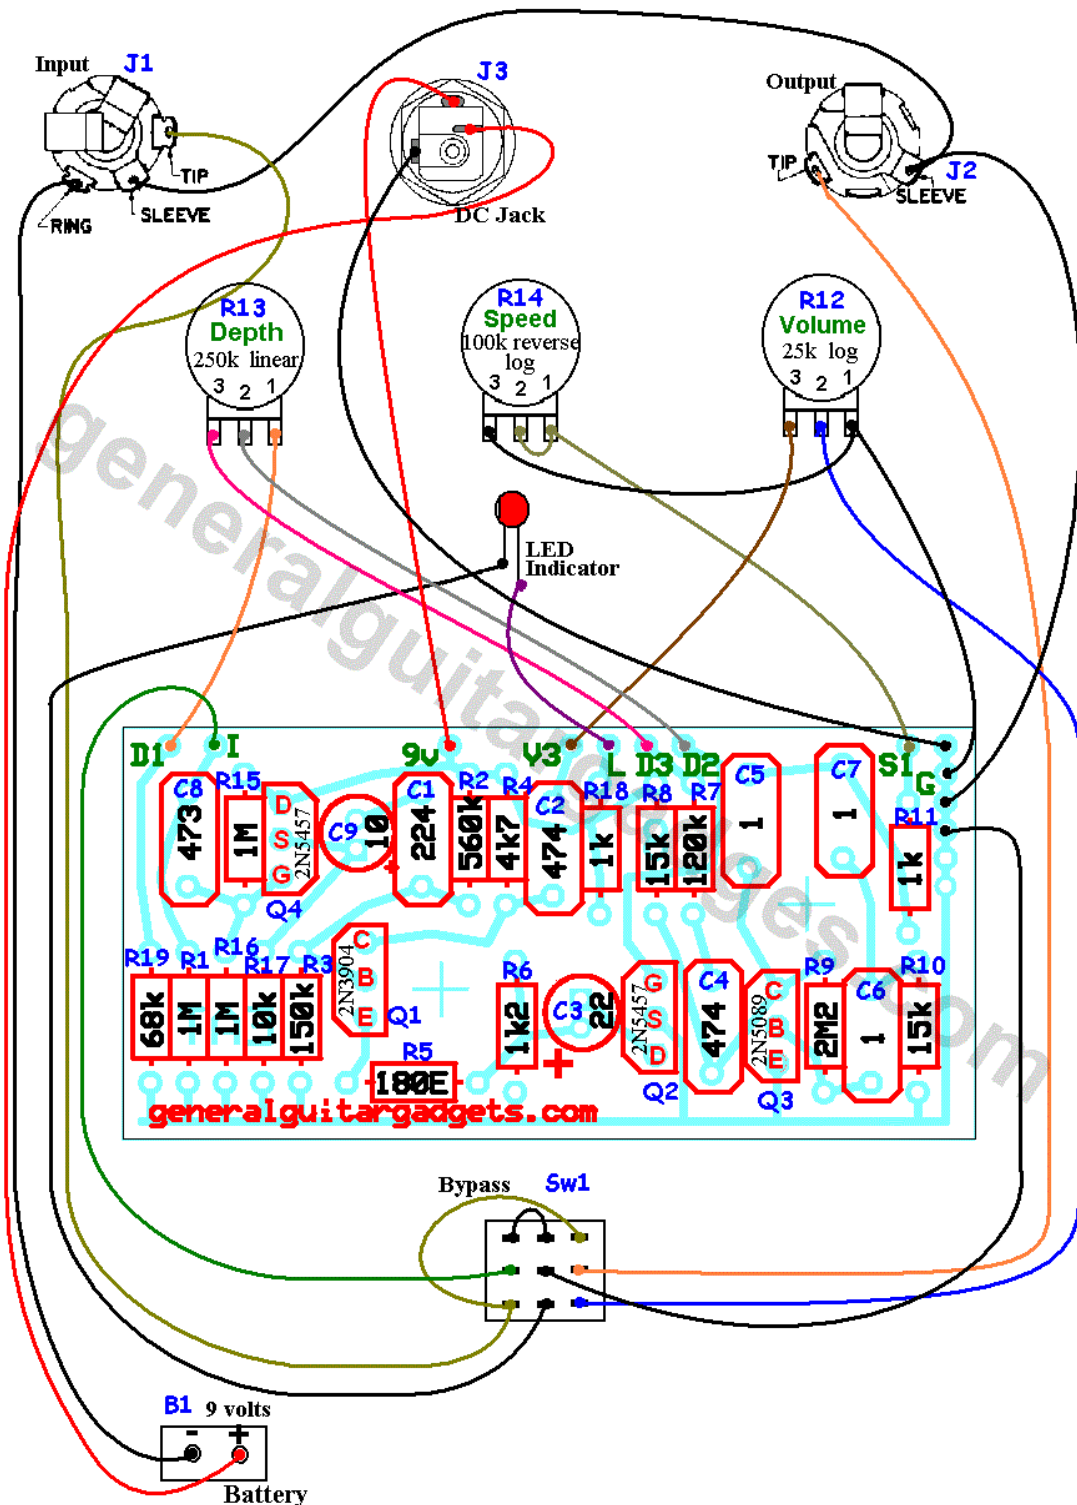 Input
J1
J3
Output
TIP
TIP
J2
RING
SLEEVE
DC Jack
SLEEVE
R13
Depth
250k linear
3 2 1
R14
Speed
100k reverse
log
3 2 1
R12
Volume
25k log
3 2 1
generalguitargadgets.com
LED
Indicator
D1
I
9v
V3
L
D3
D2
S1
G
C8
473
R15
1M
D
S
G
2N5457
Q4
C9
10
+
C1
224
R2
560k
R4
4k7
C2
474
R18
1k
R8
15k
R7
120k
C5
1
C7
1
R11
1k
R19
68k
R1
1M
R16
1M
R17
10k
R3
150k
C
B
E
2N3904
Q1
R5
180E
R6
1k2
C3
22
+
G
S
D
2N5457
Q2
C4
474
C
B
E
2N5089
Q3
R9
2M2
C6
1
R10
15k
generalguitargadgets.com
Bypass
Sw1
B1
9 volts
- +
Battery